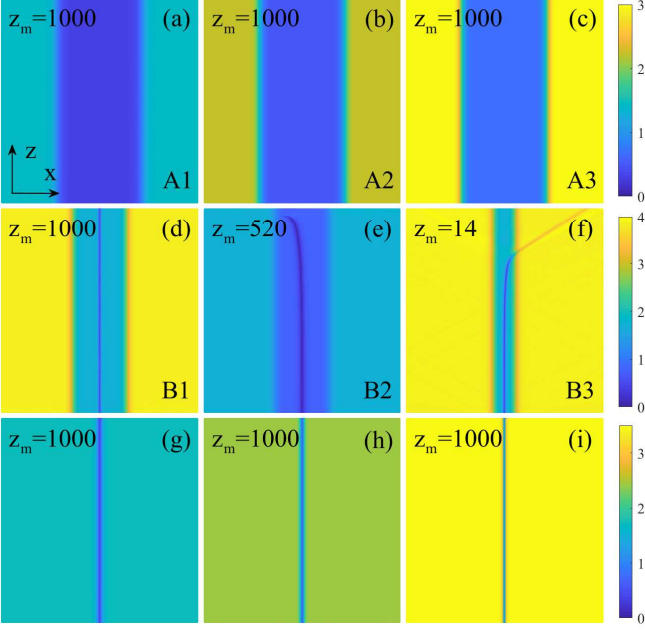 z_m=1000 (a)
z
x
A1
z_m=1000 (b)
A2
z_m=1000 (c)
A3
3
2
1
0
z_m=1000 (d)
B1
z_m=520 (e)
B2
z_m=14 (f)
B3
4
3
2
1
0
z_m=1000 (g)
z_m=1000 (h)
z_m=1000 (i)
3
2
1
0